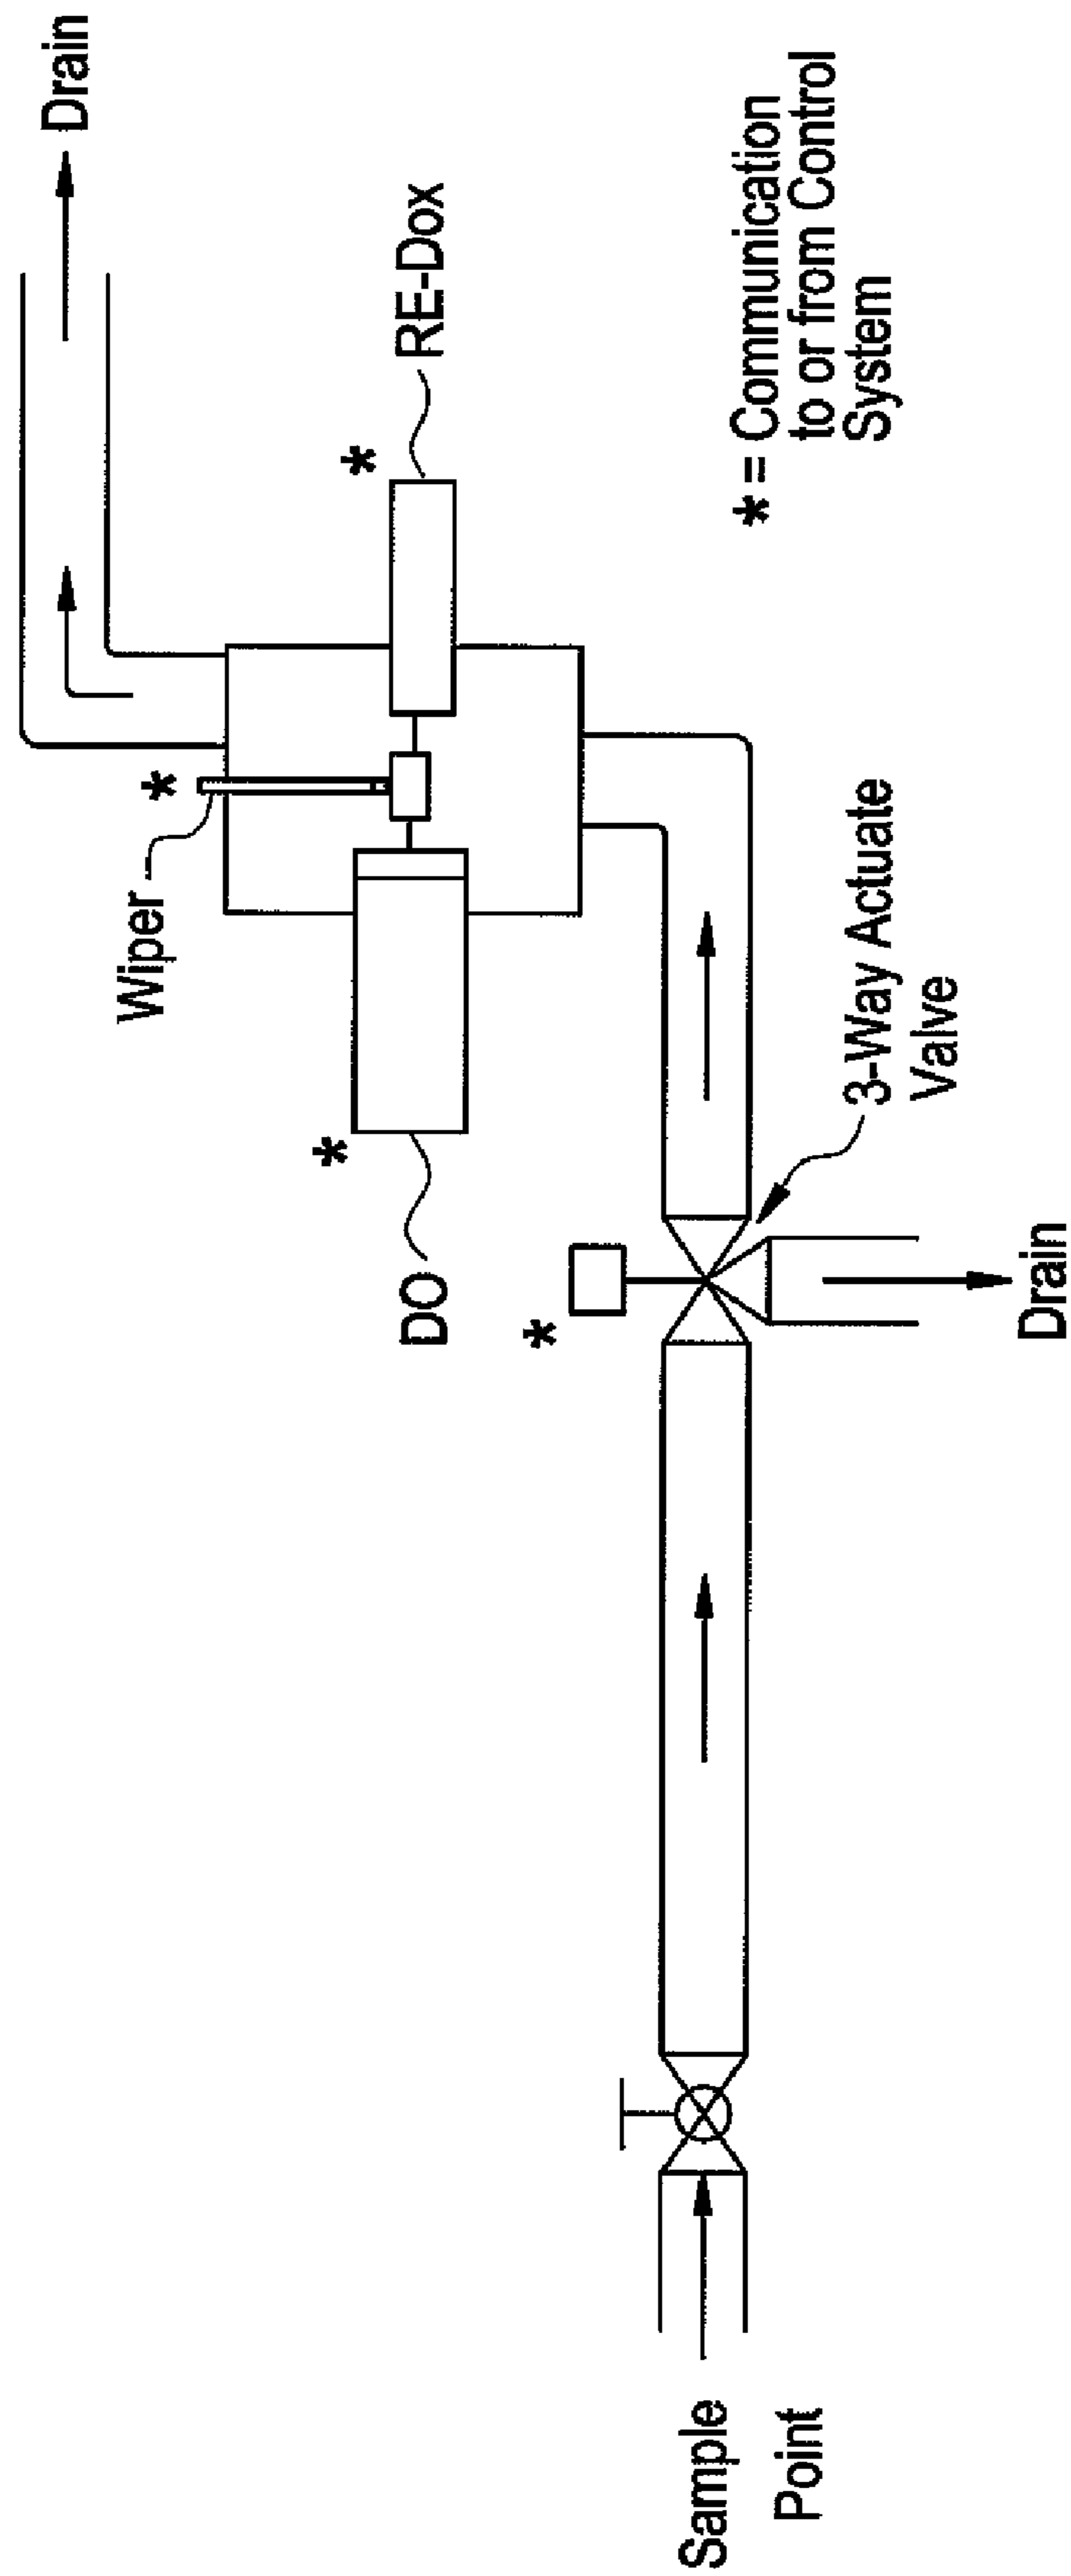 Drain
Wiper
*
*
RE-Dox
*
DO
*
* = Communication
to or from Control
System
3-Way Actuate
Valve
Sample
Point
Drain